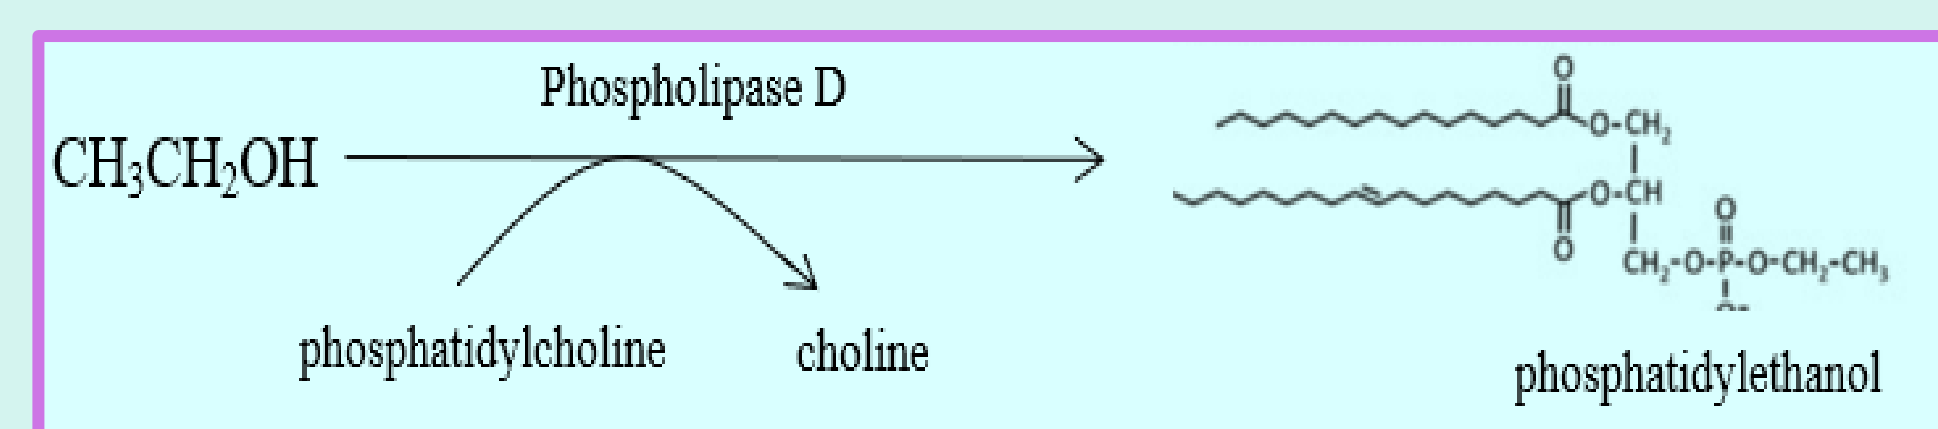 Phospholipase D
CH₃CH₂OH
phosphatidylcholine
choline
O
O-CH₂
O-CH
O
O
CH₂-O-P-O-CH₂-CH₃
O-
phosphatidylethanol